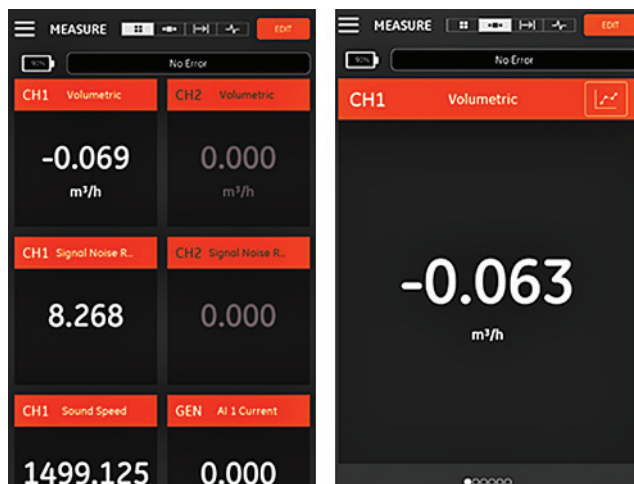 MEASURE EDIT
90% No Error
CH1 Volumetric
CH2 Volumetric
-0.069
m³/h
0.000
m³/h
CH1 Signal Noise R..
CH2 Signal Noise R..
8.268
0.000
CH1 Sound Speed
GEN AI 1 Current
1499.125
0.000
MEASURE EDIT
90% No Error
CH1 Volumetric
-0.063
m³/h